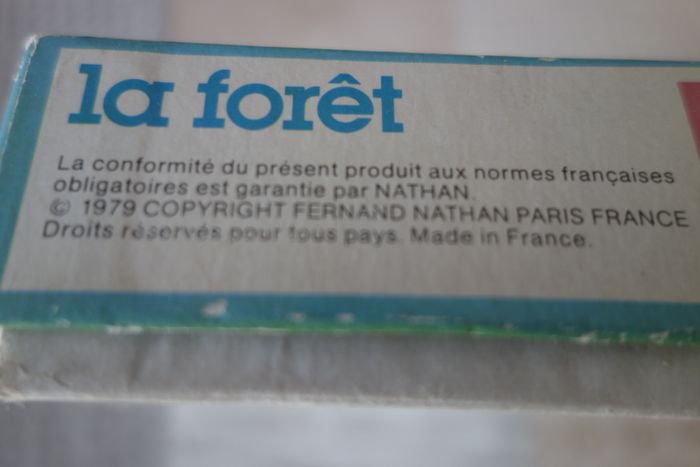 la forêt
La conformité du présent produit aux normes françaises
obligatoires est garantie par NATHAN.
© 1979 COPYRIGHT FERNAND NATHAN PARIS FRANCE
Droits réservés pour tous pays. Made in France.